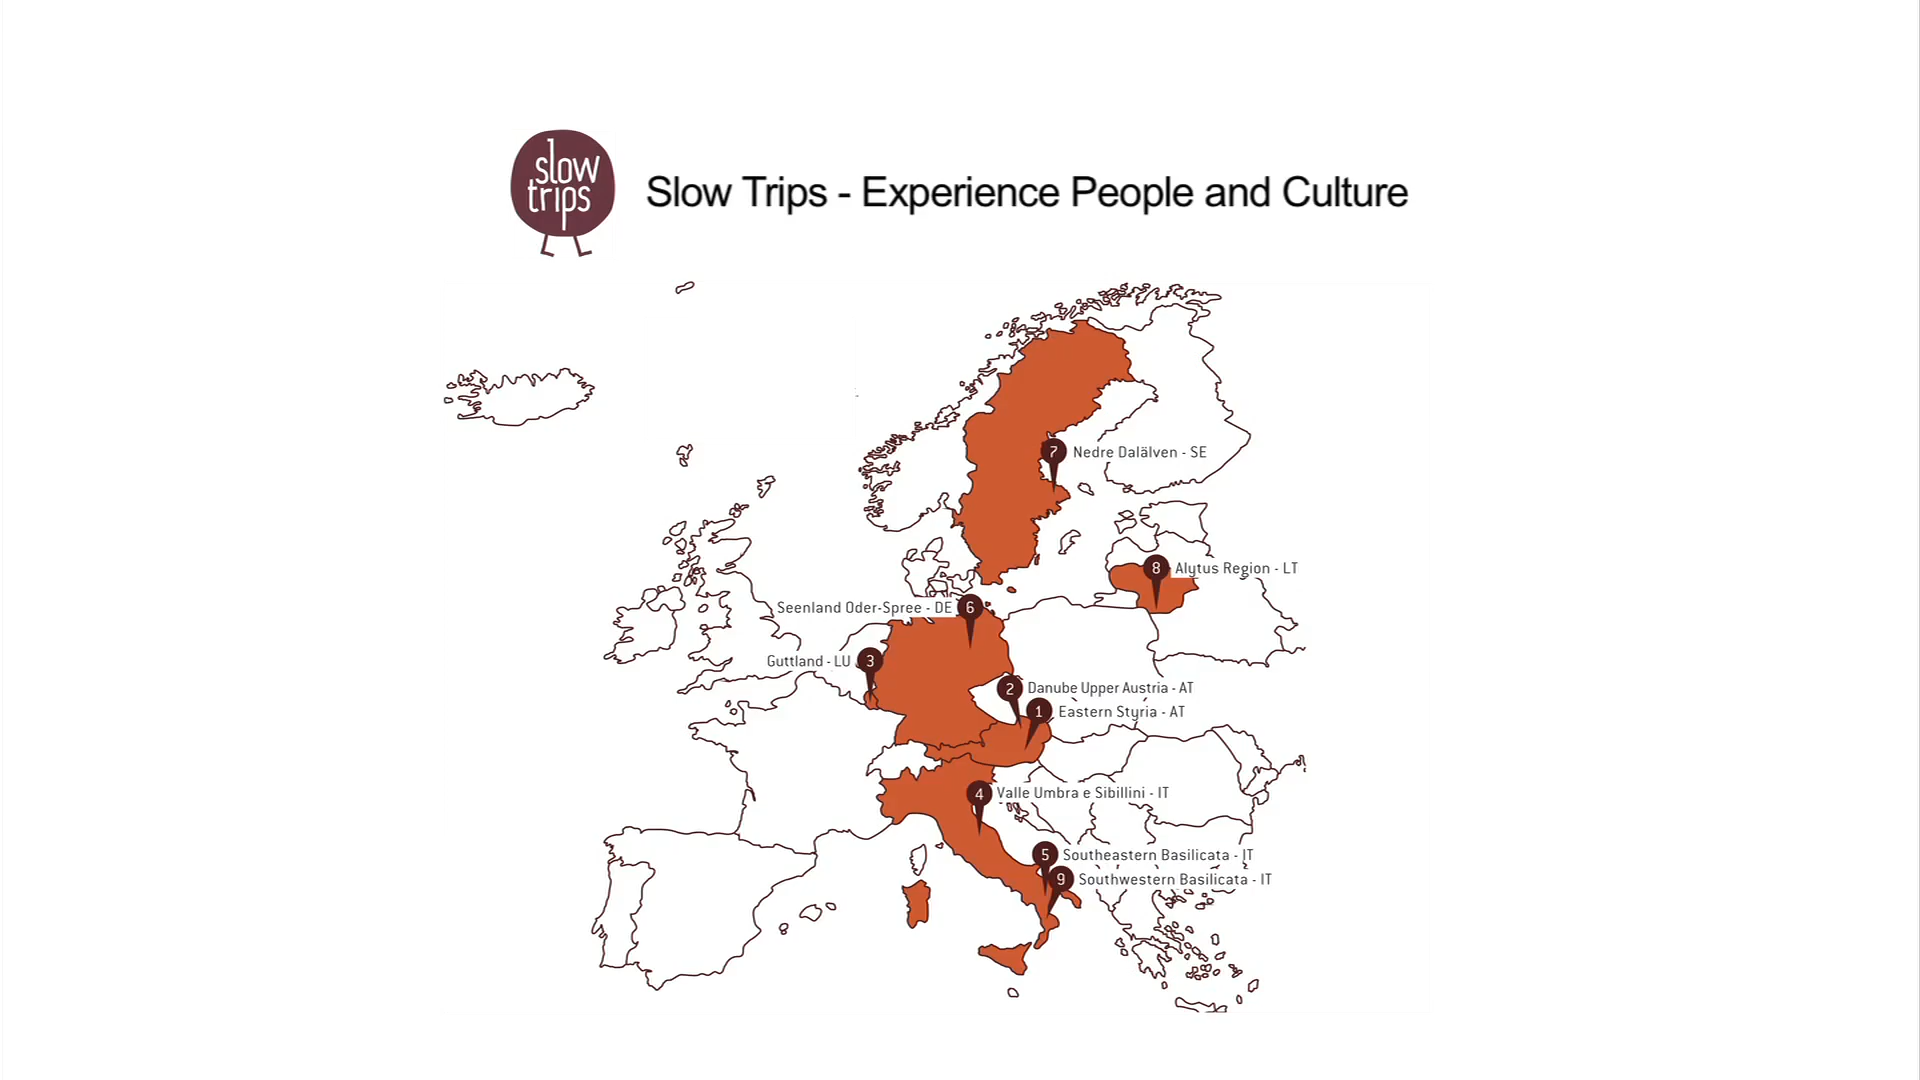 slow
trips
Slow Trips - Experience People and Culture
7 Nedre Dalälven - SE
8 Alytus Region - LT
Seenland Oder-Spree - DE 6
Guttland - LU 3
2 Danube Upper Austria - AT
1 Eastern Styria - AT
4 Valle Umbra e Sibillini - IT
5 Southeastern Basilicata - IT
9 Southwestern Basilicata - IT